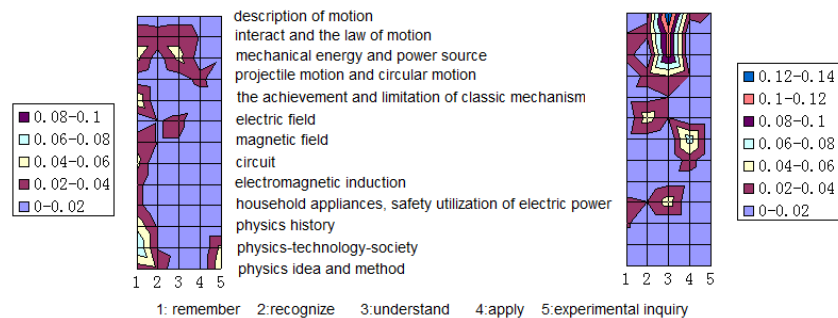 description of motion
interact and the law of motion
mechanical energy and power source
projectile motion and circular motion
the achievement and limitation of classic mechanism
electric field
magnetic field
circuit
electromagnetic induction
household appliances, safety utilization of electric power
physics history
physics-technology-society
physics idea and method
0.08-0.1
0.06-0.08
0.04-0.06
0.02-0.04
0-0.02
0.12-0.14
0.1-0.12
0.08-0.1
0.06-0.08
0.04-0.06
0.02-0.04
0-0.02
1 2 3 4 5
1 2 3 4 5
1: remember 2:recognize 3:understand 4:apply 5:experimental inquiry